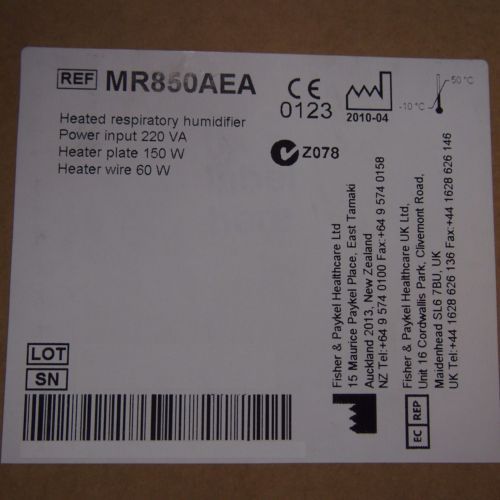 REF MR850AEA
Heated respiratory humidifier
Power input 220 VA
Heater plate 150 W
Heater wire 60 W
CE
0123
2010-04
-10 °C
50 °C
Z078
Fisher & Paykel Healthcare Ltd
15 Maurice Paykel Place, East Tamaki
Auckland 2013, New Zealand
NZ Tel:+64 9 574 0100 Fax:+64 9 574 0158
EC REP
Fisher & Paykel Healthcare UK Ltd,
Unit 16 Cordwallis Park, Clivemont Road,
Maidenhead SL6 7BU, UK
UK Tel:+44 1628 626 136 Fax:+44 1628 626 146
LOT
SN